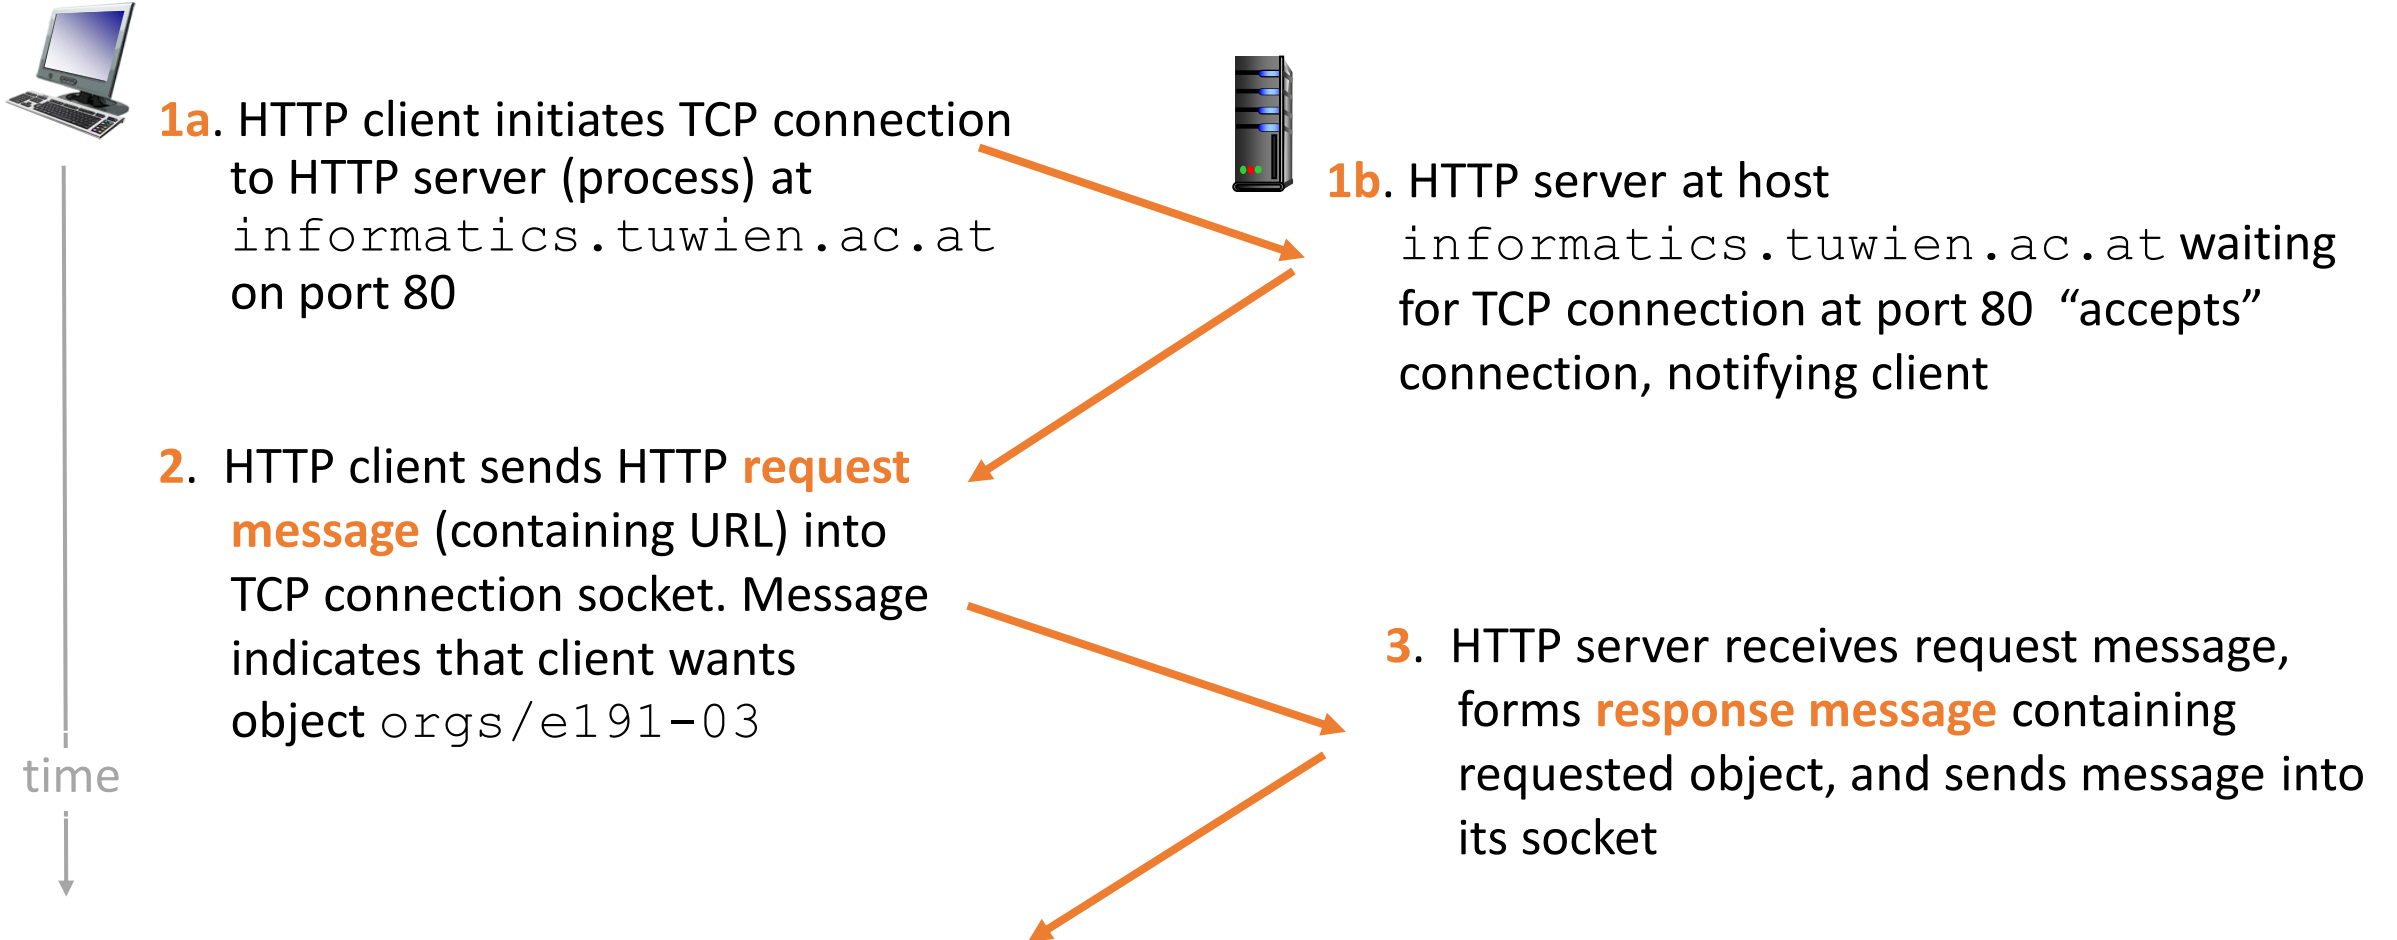 1a. HTTP client initiates TCP connection
to HTTP server (process) at
informatics.tuwien.ac.at
on port 80
1b. HTTP server at host
informatics.tuwien.ac.at waiting
for TCP connection at port 80 “accepts”
connection, notifying client
2. HTTP client sends HTTP request
message (containing URL) into
TCP connection socket. Message
indicates that client wants
object orgs/e191-03
3. HTTP server receives request message,
forms response message containing
requested object, and sends message into
its socket
time